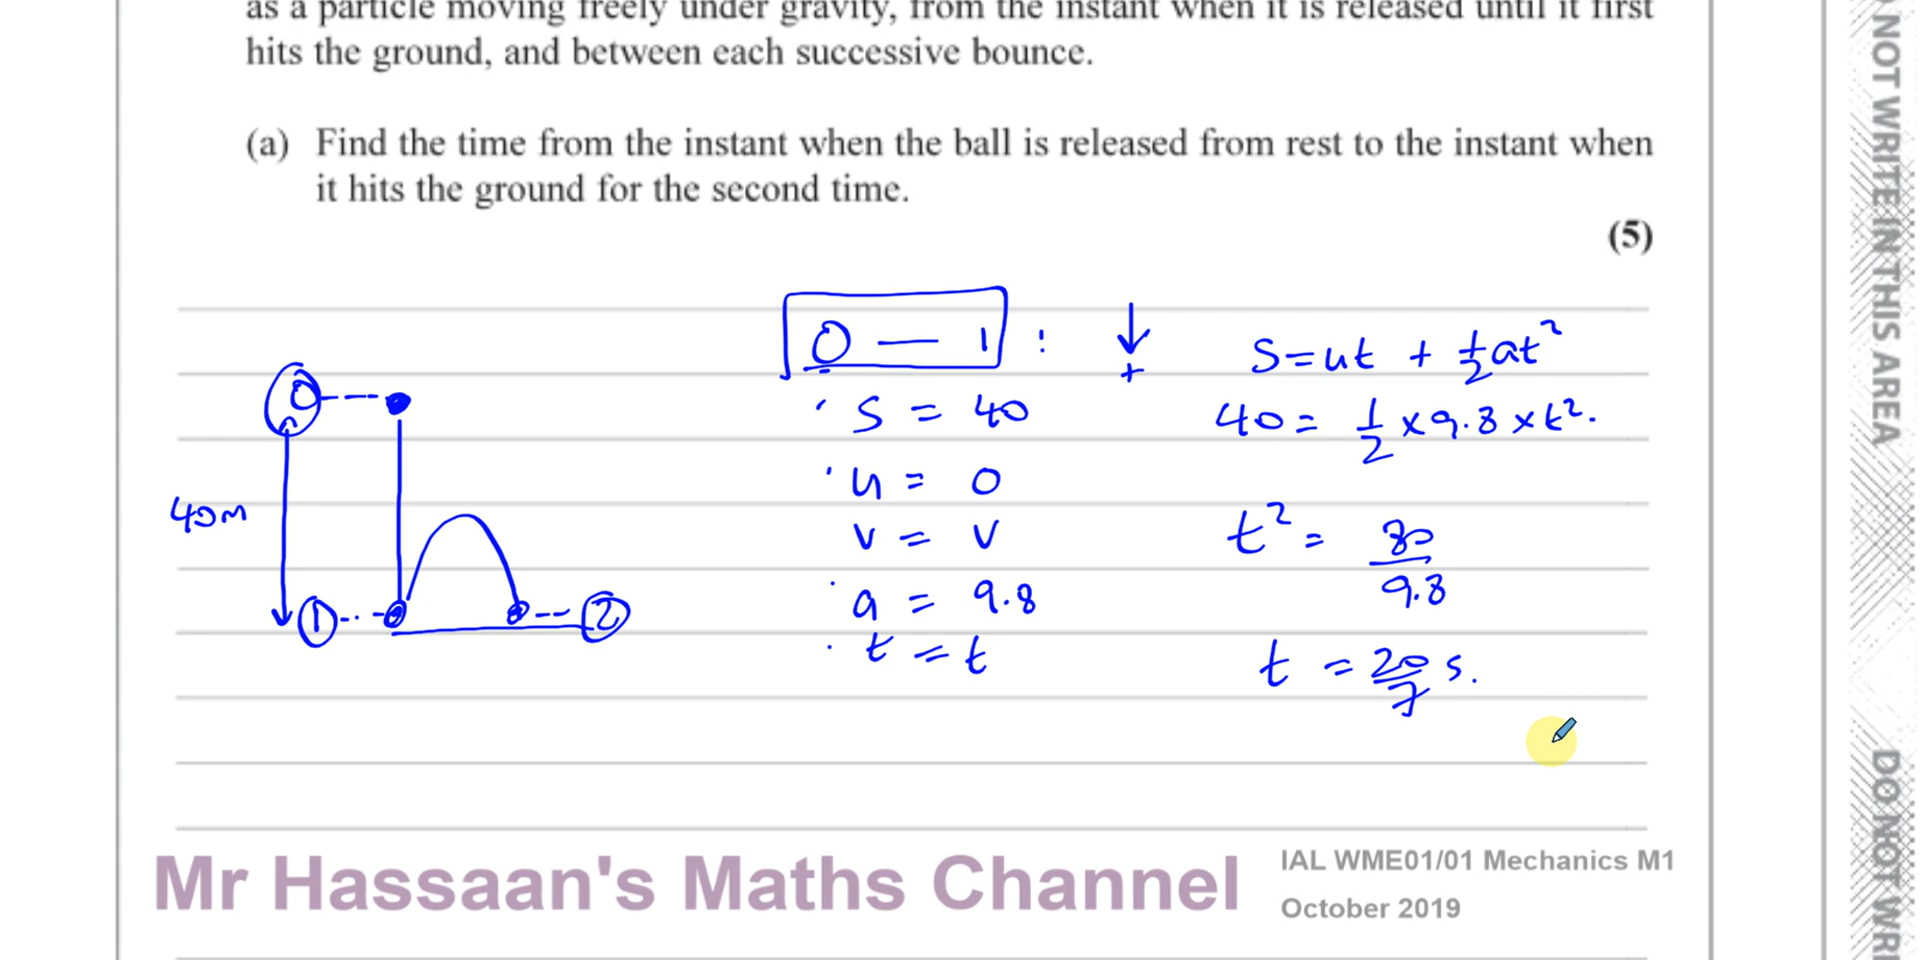 as a particle moving freely under gravity, from the instant when it is released until it first
hits the ground, and between each successive bounce.
(a) Find the time from the instant when the ball is released from rest to the instant when
it hits the ground for the second time.
(5)
0 — 1 : ↓ +
S = 40
u = 0
v = v
a = 9.8
t = t
S = ut + ½at²
40 = ½ × 9.8 × t².
t² = 80/9.8
t = 20/7 s.
0
40m
1
2
Mr Hassaan's Maths Channel
IAL WME01/01 Mechanics M1
October 2019
NOT WRITE IN THIS AREA
DO NOT WRI